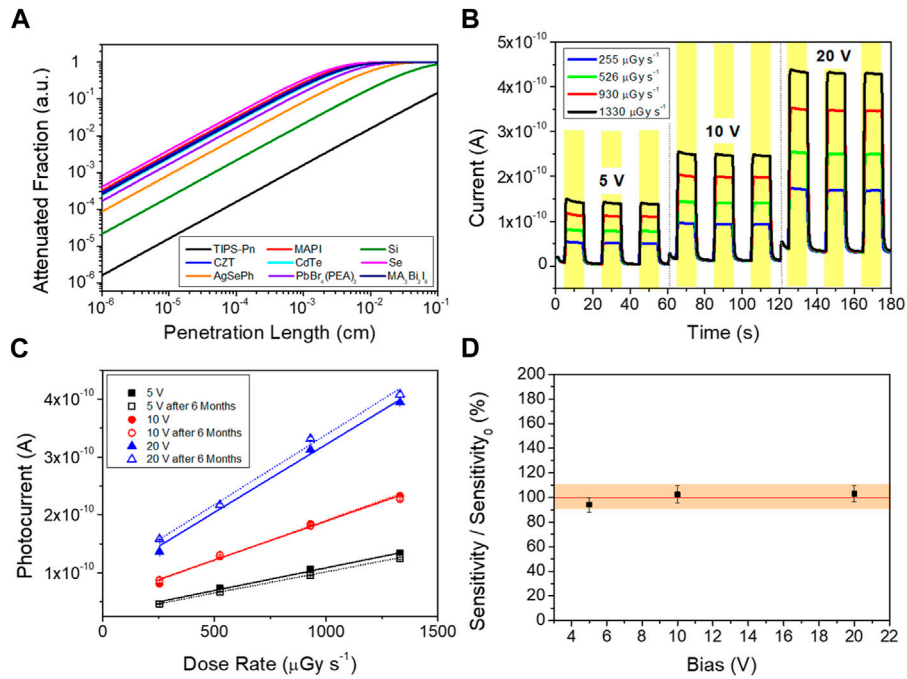 A
Attenuated Fraction (a.u.)
1
10⁻¹
10⁻²
10⁻³
10⁻⁴
10⁻⁵
10⁻⁶
TIPS-Pn MAPI Si
CZT CdTe Se
AgSePh PbBr₄(PEA)₂ MA₃Bi₂I₉
10⁻⁶ 10⁻⁵ 10⁻⁴ 10⁻³ 10⁻² 10⁻¹
Penetration Length (cm)
B
Current (A)
5x10⁻¹⁰
4x10⁻¹⁰
3x10⁻¹⁰
2x10⁻¹⁰
1x10⁻¹⁰
0
255 μGy s⁻¹
526 μGy s⁻¹
930 μGy s⁻¹
1330 μGy s⁻¹
5 V
10 V
20 V
0 20 40 60 80 100 120 140 160 180
Time (s)
C
Photocurrent (A)
4x10⁻¹⁰
3x10⁻¹⁰
2x10⁻¹⁰
1x10⁻¹⁰
5 V
5 V after 6 Months
10 V
10 V after 6 Months
20 V
20 V after 6 Months
0 500 1000 1500
Dose Rate (μGy s⁻¹)
D
Sensitivity / Sensitivity₀ (%)
200
180
160
140
120
100
80
60
40
20
0
4 6 8 10 12 14 16 18 20 22
Bias (V)